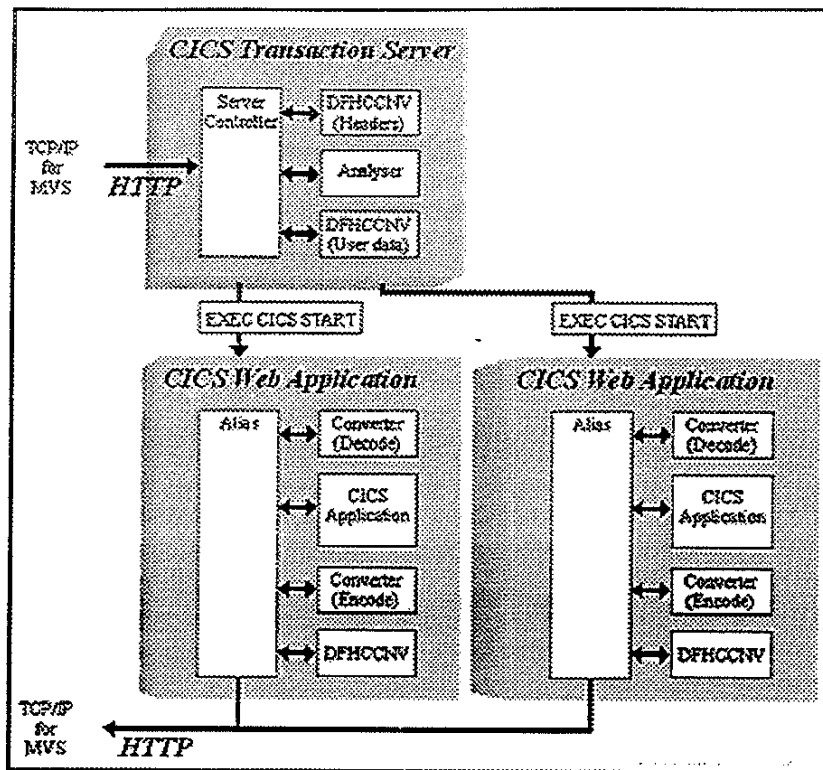 CICS Transaction Server
Server
Controller
DFHCCNV
(Headers)
Analyser
DFHCCNV
(User data)
TCP/IP
for
MVS
HTTP
EXEC CICS START
EXEC CICS START
CICS Web Application
Alias
Converter
(Decode)
CICS
Application
Converter
(Encode)
DFHCCNV
CICS Web Application
Alias
Converter
(Decode)
CICS
Application
Converter
(Encode)
DFHCCNV
TCP/IP
for
MVS
HTTP